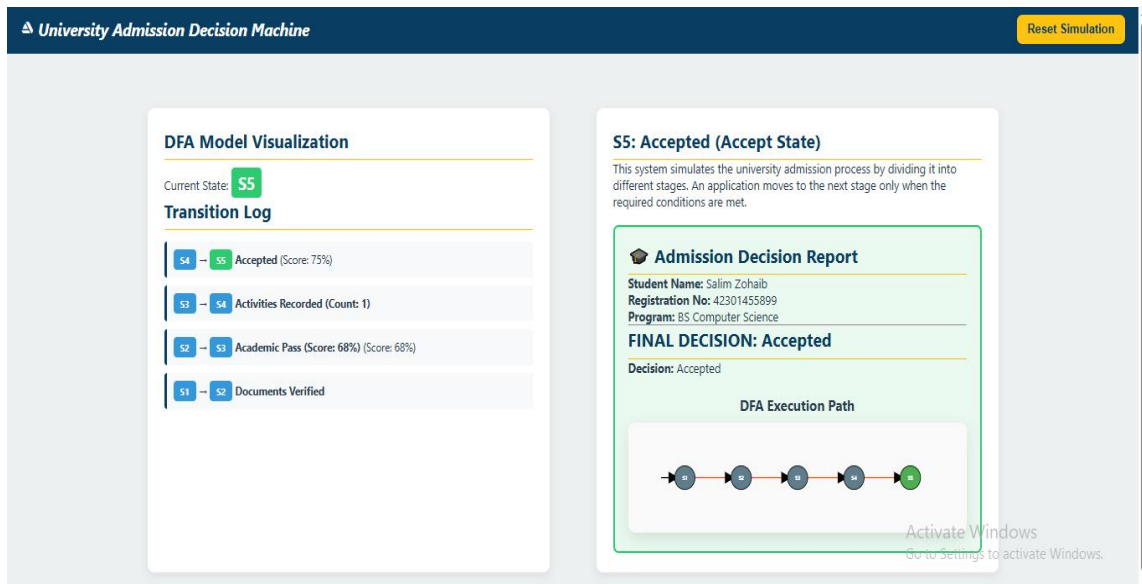 University Admission Decision Machine
Reset Simulation
DFA Model Visualization
Current State: S5
Transition Log
S4 → S5 Accepted (Score: 75%)
S3 → S4 Activities Recorded (Count: 1)
S2 → S3 Academic Pass (Score: 68%) (Score: 68%)
S1 → S2 Documents Verified
S5: Accepted (Accept State)
This system simulates the university admission process by dividing it into
different stages. An application moves to the next stage only when the
required conditions are met.
Admission Decision Report
Student Name: Salim Zohaib
Registration No: 42301455899
Program: BS Computer Science
FINAL DECISION: Accepted
Decision: Accepted
DFA Execution Path
S1 S2 S3 S4 S5
Activate Windows
Go to Settings to activate Windows.